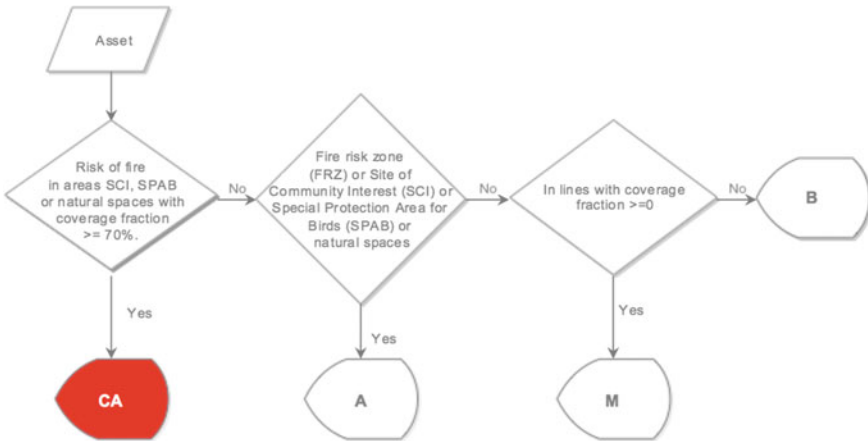 Asset
Risk of fire
in areas SCI, SPAB
or natural spaces with
coverage fraction
>= 70%.
No
Fire risk zone
(FRZ) or Site of
Community Interest (SCI) or
Special Protection Area for
Birds (SPAB) or
natural spaces
No
In lines with coverage
fraction >=0
No
B
Yes
Yes
Yes
CA
A
M